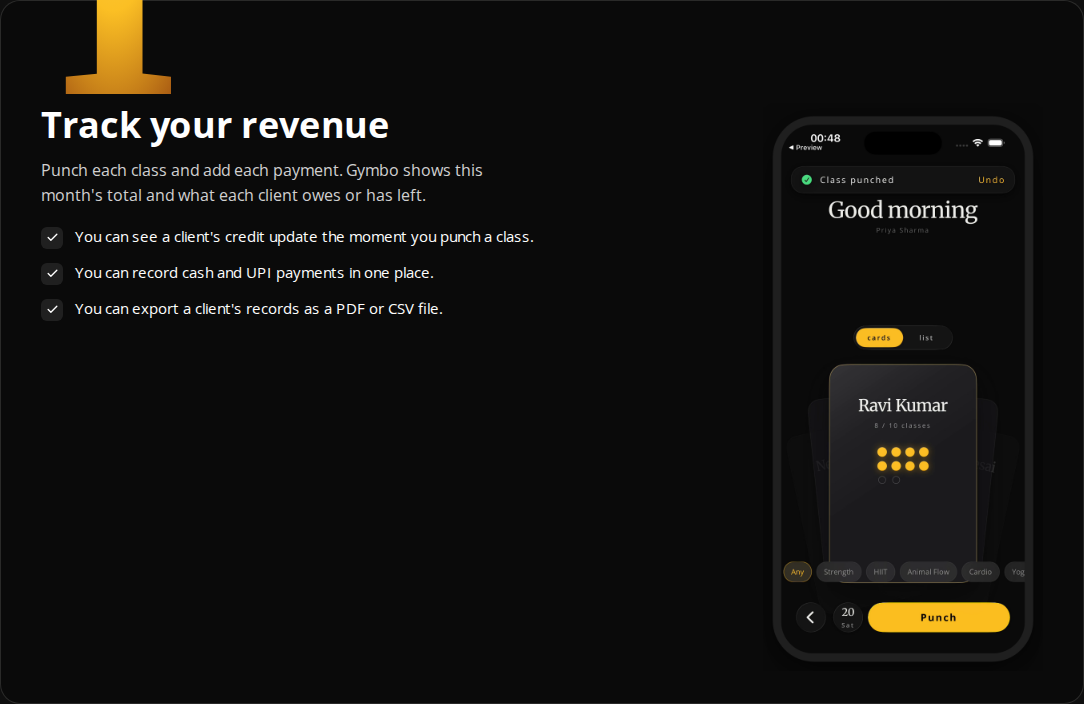 1
Track your revenue
Punch each class and add each payment. Gymbo shows this
month's total and what each client owes or has left.
You can see a client's credit update the moment you punch a class.
You can record cash and UPI payments in one place.
You can export a client's records as a PDF or CSV file.
00:48
◀ Preview
Class punched Undo
Good morning
Priya Sharma
cards list
Ravi Kumar
8 / 10 classes
Any Strength HIIT Animal Flow Cardio Yog
20
Sat
Punch